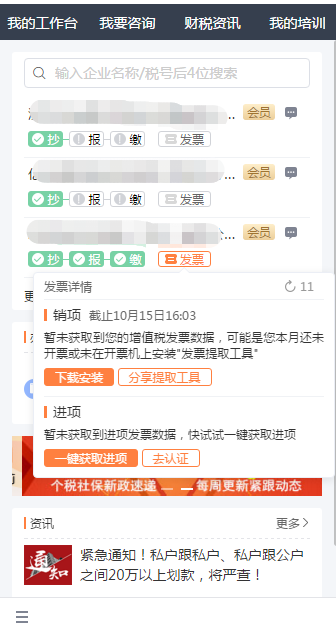 我的工作台 我要咨询 财税资讯 我的培训
输入企业名称/税号后4位搜索
... 会员
抄 报 缴 发票
亿 ... 会员
抄 报 缴 发票
... 会员
抄 报 缴 发票
更
发票详情 11
销项 截止10月15日16:03
暂未获取到您的增值税发票数据，可能是您本月还未
开票或未在开票机上安装"发票提取工具"
下载安装 分享提取工具
进项
暂未获取到进项发票数据，快试试一键获取进项
一键获取进项 去认证
个税社保新政速递 每周更新紧跟动态
资讯 更多
通知
紧急通知！私户跟私户、私户跟公户
之间20万以上划款，将严查！